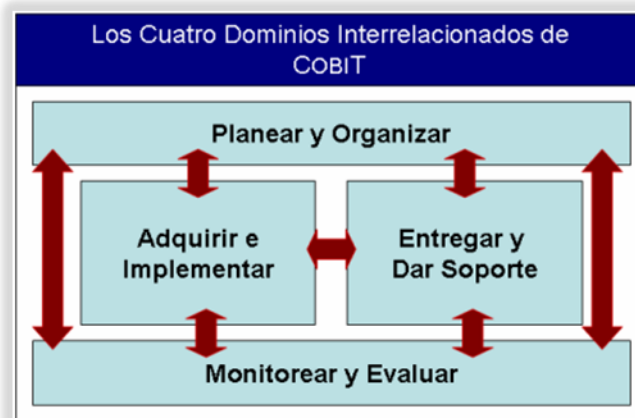 Los Cuatro Dominios Interrelacionados de
COBIT
Planear y Organizar
Adquirir e
Implementar
Entregar y
Dar Soporte
Monitorear y Evaluar